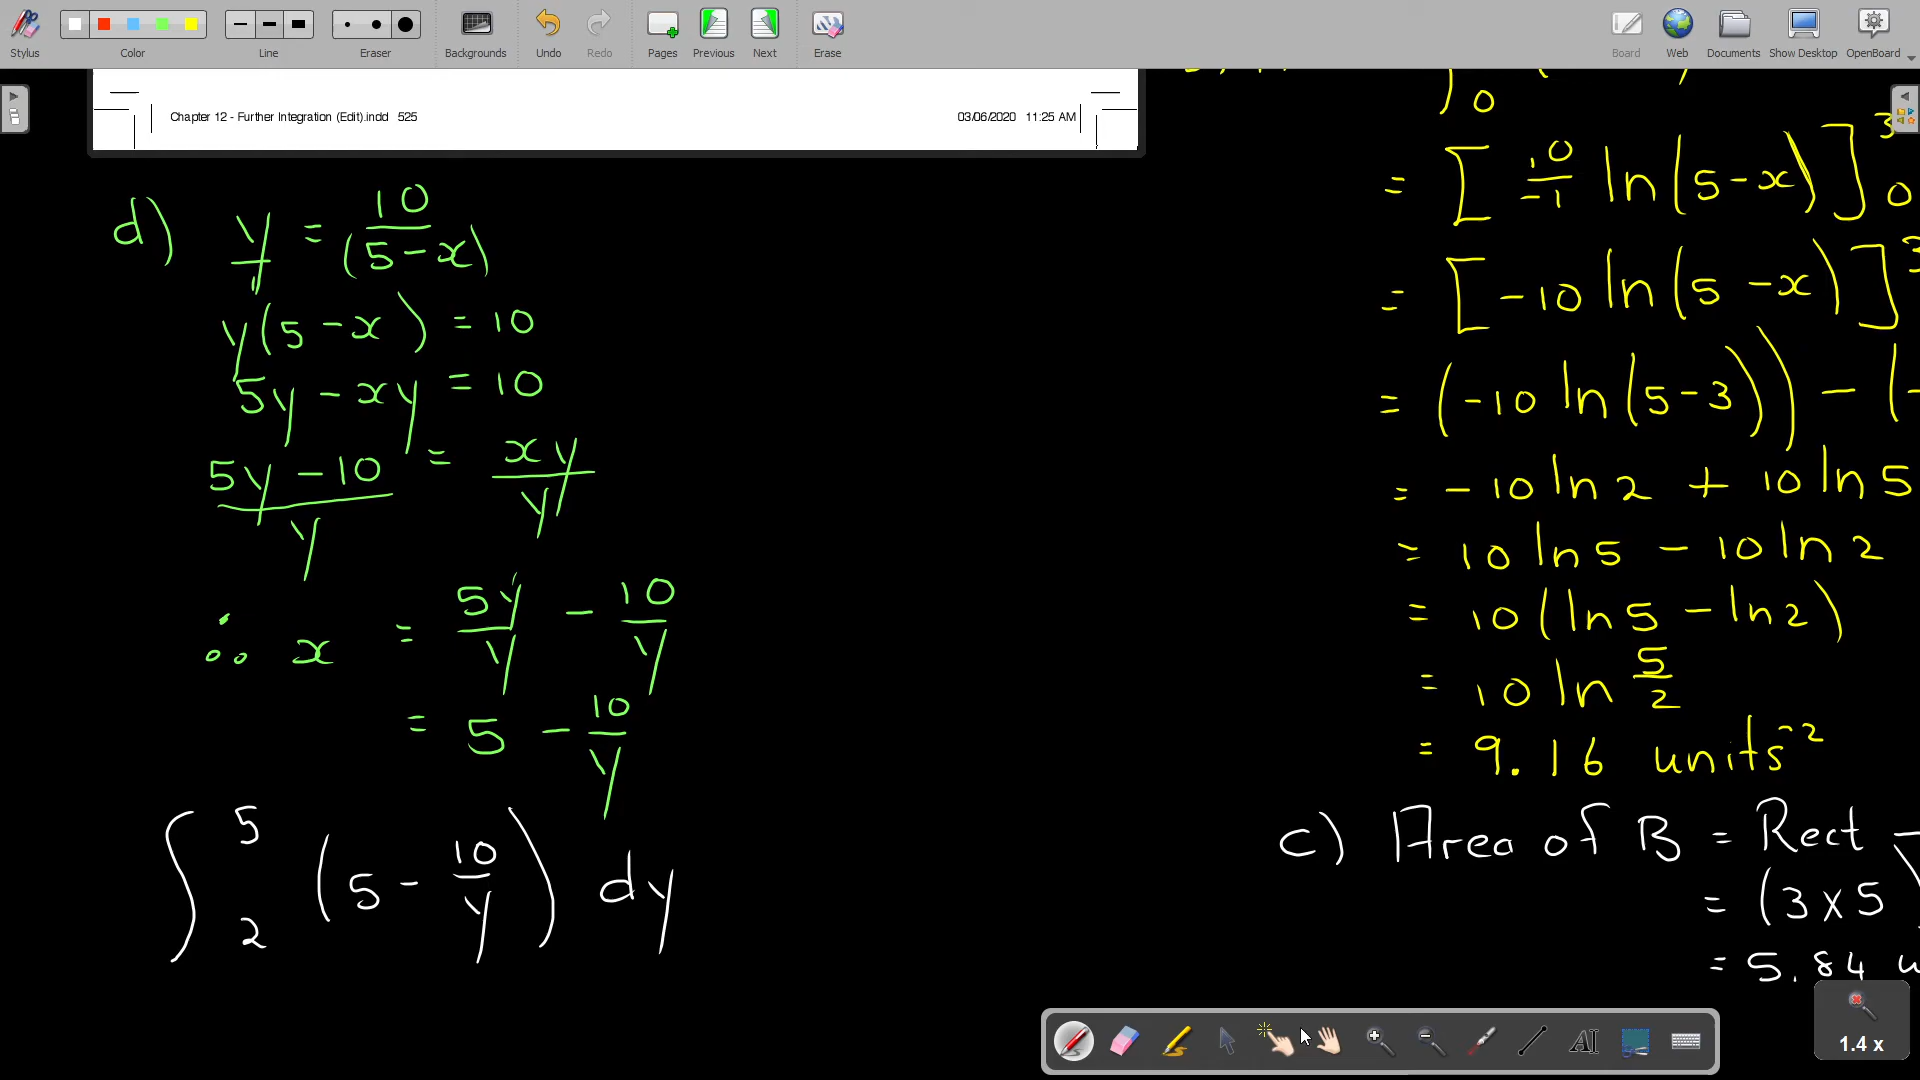 Stylus Color Line Eraser Backgrounds Undo Redo Pages Previous Next Erase Board Web Documents Show Desktop OpenBoard
Chapter 12 - Further Integration (Edit).indd 525 03/06/2020 11:25 AM
d) y = 10/(5 - x)
y(5 - x) = 10
5y - xy = 10
(5y - 10)/y = xy/y
∴ x = 5y/y - 10/y
= 5 - 10/y
∫₂⁵ (5 - 10/y) dy
0
= [10/-1 ln(5 - x)]³₀
= [-10 ln(5 - x)]³
= (-10 ln(5 - 3)) - (-
= -10 ln 2 + 10 ln 5
= 10 ln 5 - 10 ln 2
= 10(ln 5 - ln 2)
= 10 ln 5/2
= 9.16 units⁻²
c) Area of B = Rect -
= (3 × 5
= 5.84 u
1.4 x